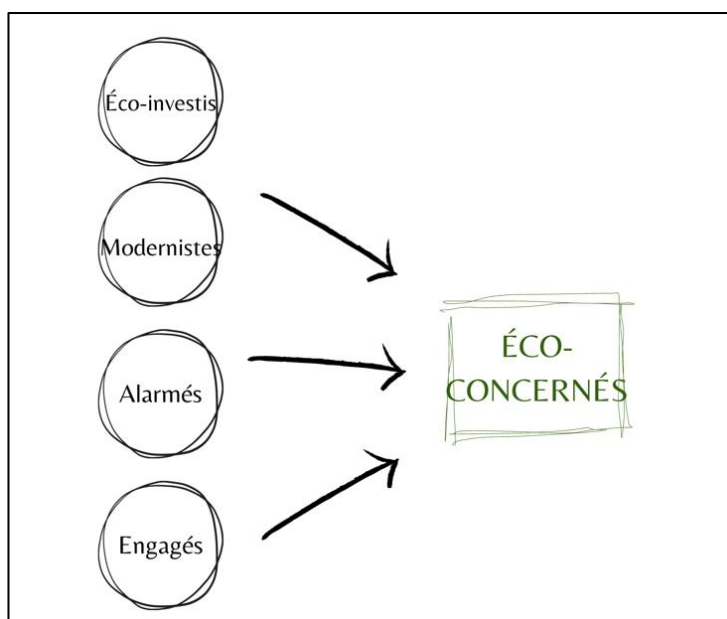 Éco-investis
Modernistes
Alarmés
Engagés
ÉCO-
CONCERNÉS